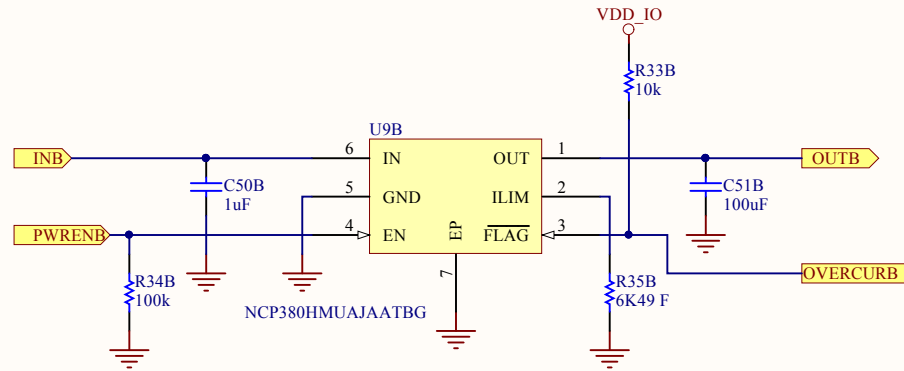 VDD_IO
R33B
10k
U9B
INB
6
IN
OUT
1
OUTB
C50B
1uF
5
GND
ILIM
2
C51B
100uF
PWRENB
4
EN
EP
FLAG
3
7
R34B
100k
R35B
6K49 F
OVERCURB
NCP380HMUAJAATBG